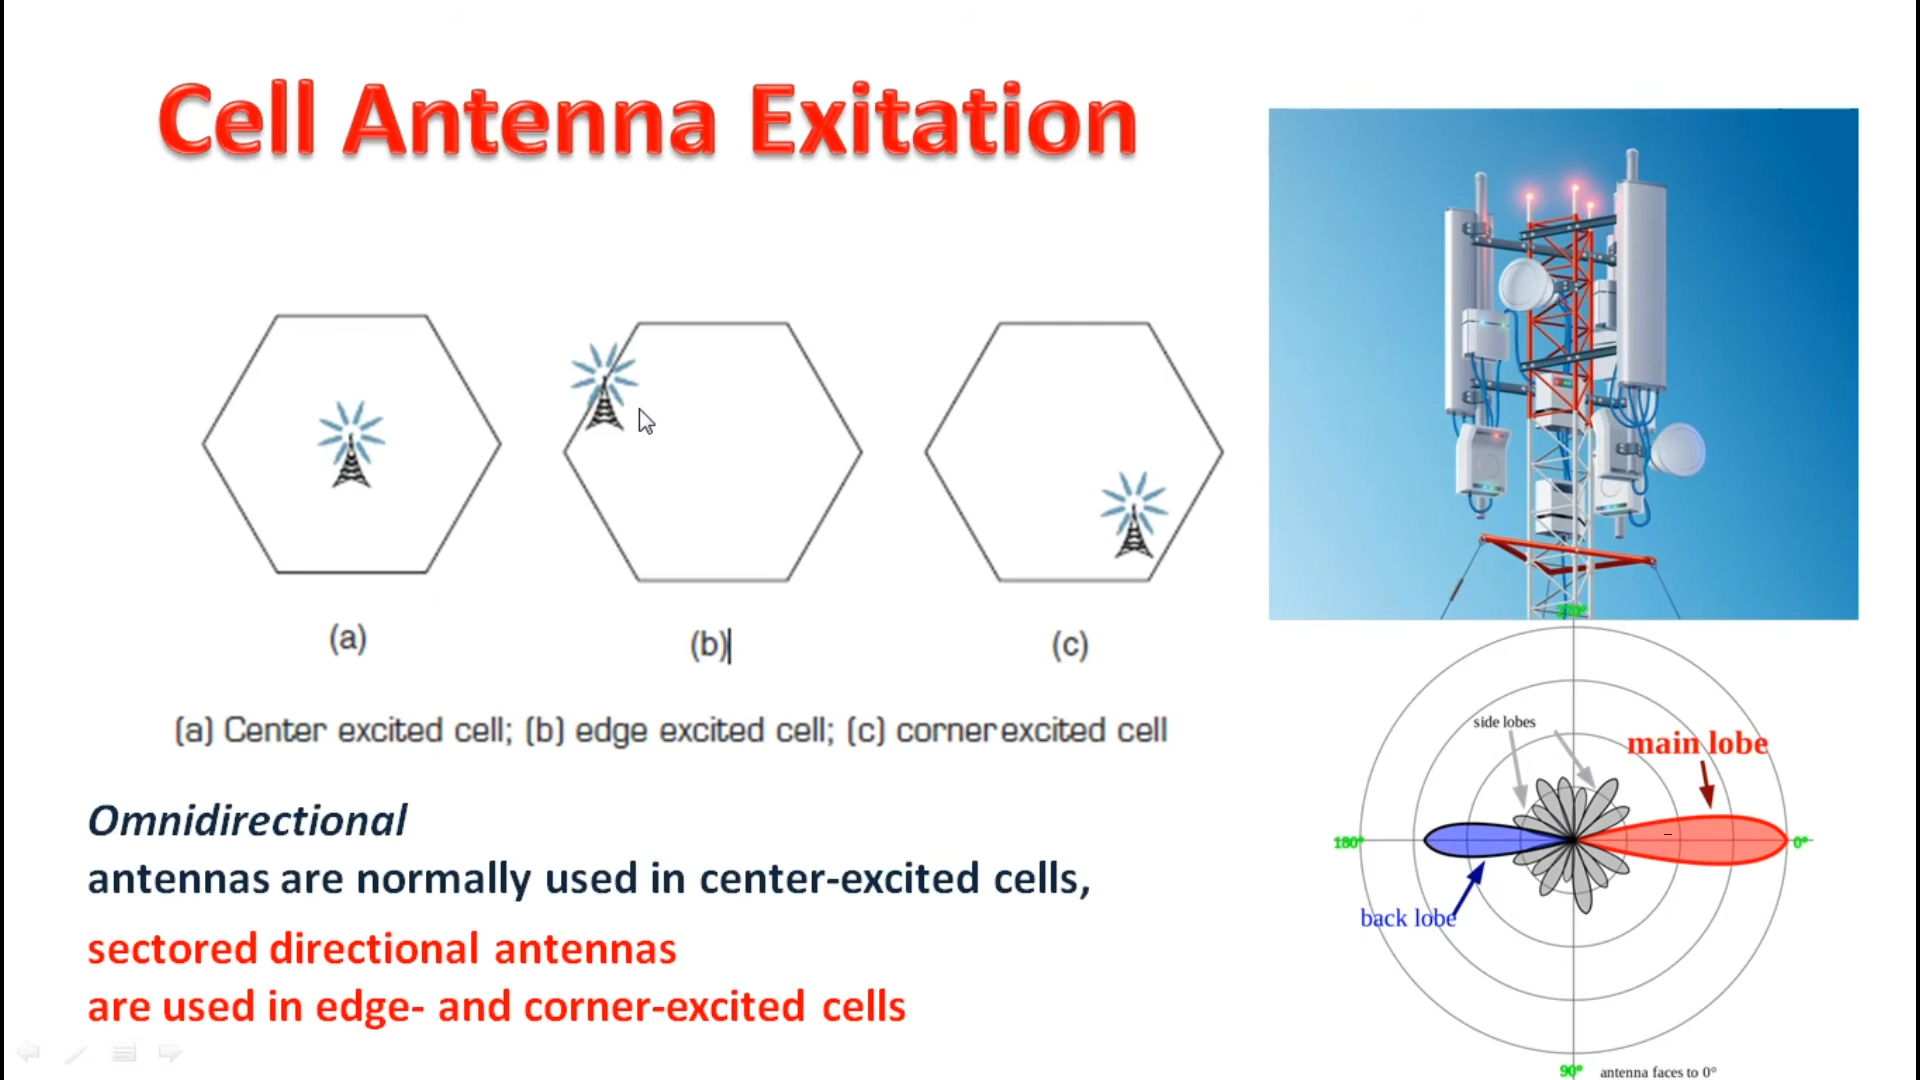 Cell Antenna Exitation
(a)
(b)
(c)
(a) Center excited cell; (b) edge excited cell; (c) corner excited cell
Omnidirectional
antennas are normally used in center-excited cells,
sectored directional antennas
are used in edge- and corner-excited cells
side lobes
main lobe
180°
0°
back lobe
90°
antenna faces to 0°